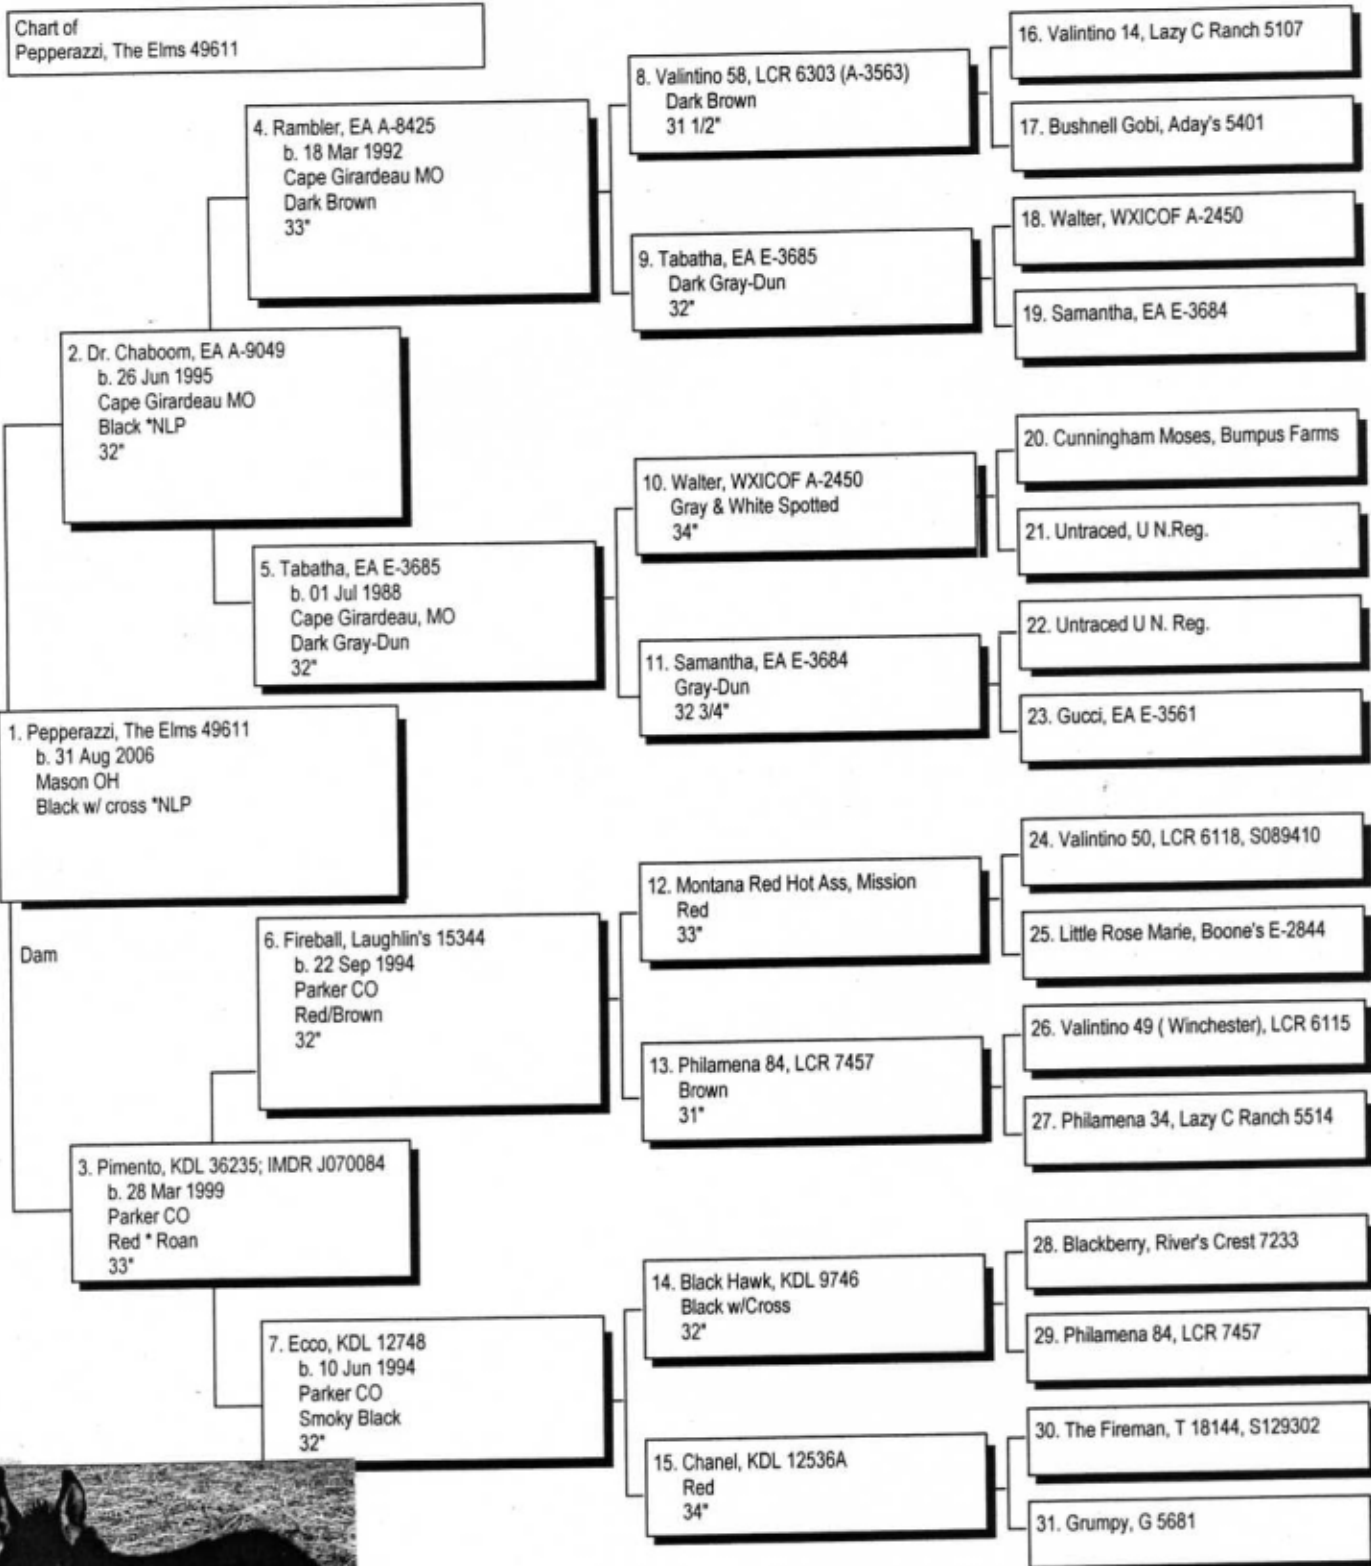 Chart of
Pepperazzi, The Elms 49611
1. Pepperazzi, The Elms 49611
b. 31 Aug 2006
Mason OH
Black w/ cross *NLP
Dam
2. Dr. Chaboom, EA A-9049
b. 26 Jun 1995
Cape Girardeau MO
Black *NLP
32"
3. Pimento, KDL 36235; IMDR J070084
b. 28 Mar 1999
Parker CO
Red * Roan
33"
4. Rambler, EA A-8425
b. 18 Mar 1992
Cape Girardeau MO
Dark Brown
33"
5. Tabatha, EA E-3685
b. 01 Jul 1988
Cape Girardeau, MO
Dark Gray-Dun
32"
6. Fireball, Laughlin's 15344
b. 22 Sep 1994
Parker CO
Red/Brown
32"
7. Ecco, KDL 12748
b. 10 Jun 1994
Parker CO
Smoky Black
32"
8. Valintino 58, LCR 6303 (A-3563)
Dark Brown
31 1/2"
9. Tabatha, EA E-3685
Dark Gray-Dun
32"
10. Walter, WXICOF A-2450
Gray & White Spotted
34"
11. Samantha, EA E-3684
Gray-Dun
32 3/4"
12. Montana Red Hot Ass, Mission
Red
33"
13. Philamena 84, LCR 7457
Brown
31"
14. Black Hawk, KDL 9746
Black w/Cross
32"
15. Chanel, KDL 12536A
Red
34"
16. Valintino 14, Lazy C Ranch 5107
17. Bushnell Gobi, Aday's 5401
18. Walter, WXICOF A-2450
19. Samantha, EA E-3684
20. Cunningham Moses, Bumpus Farms
21. Untraced, U N.Reg.
22. Untraced U N. Reg.
23. Gucci, EA E-3561
24. Valintino 50, LCR 6118, S089410
25. Little Rose Marie, Boone's E-2844
26. Valintino 49 ( Winchester), LCR 6115
27. Philamena 34, Lazy C Ranch 5514
28. Blackberry, River's Crest 7233
29. Philamena 84, LCR 7457
30. The Fireman, T 18144, S129302
31. Grumpy, G 5681